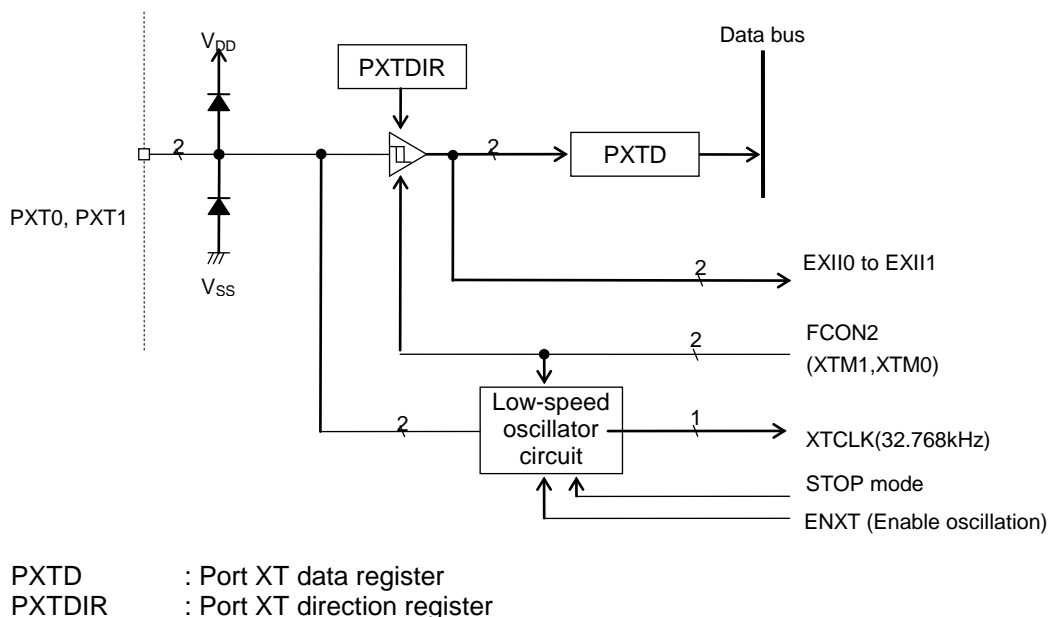 Data bus
V_DD
PXTDIR
2
2
PXTD
PXT0, PXT1
V_SS
2
EXII0 to EXII1
2
FCON2
(XTM1,XTM0)
Low-speed
oscillator
circuit
2
1
XTCLK(32.768kHz)
STOP mode
ENXT (Enable oscillation)
PXTD : Port XT data register
PXTDIR : Port XT direction register